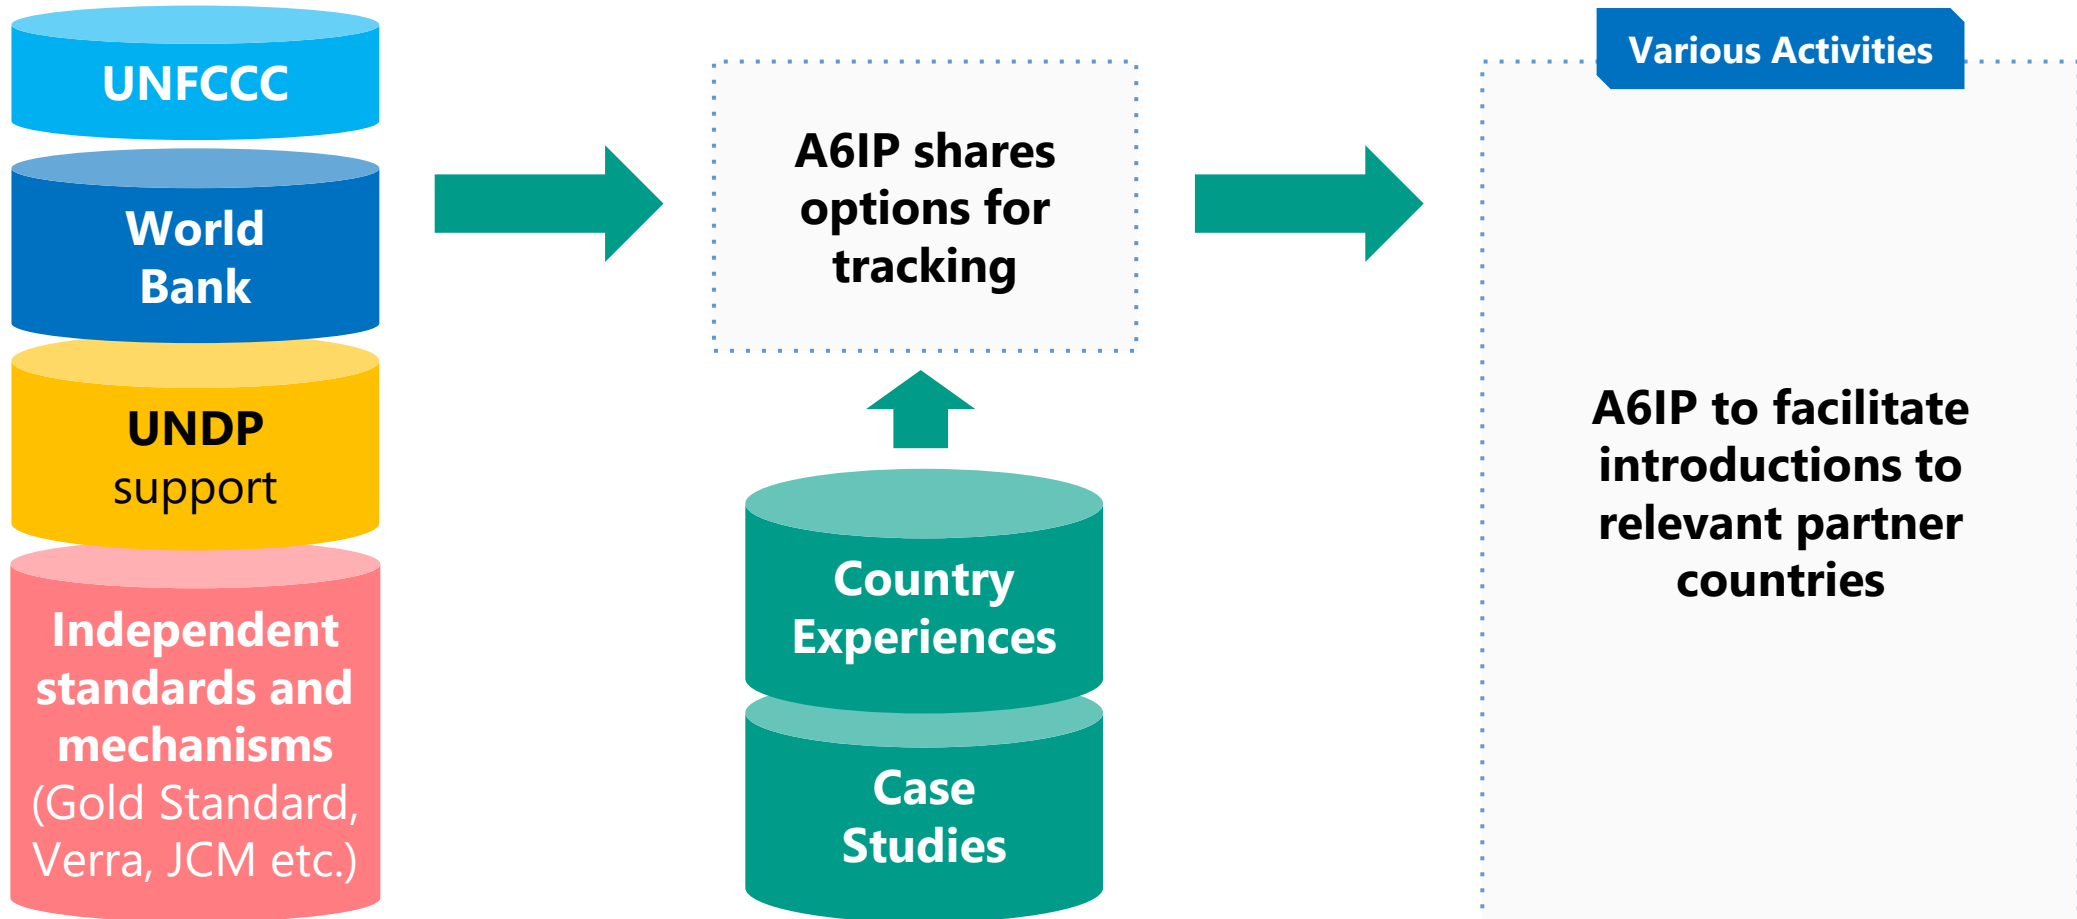 UNFCCC
World
Bank
UNDP
support
Independent
standards and
mechanisms
(Gold Standard,
Verra, JCM etc.)
A6IP shares
options for
tracking
Country
Experiences
Case
Studies
Various Activities
A6IP to facilitate
introductions to
relevant partner
countries